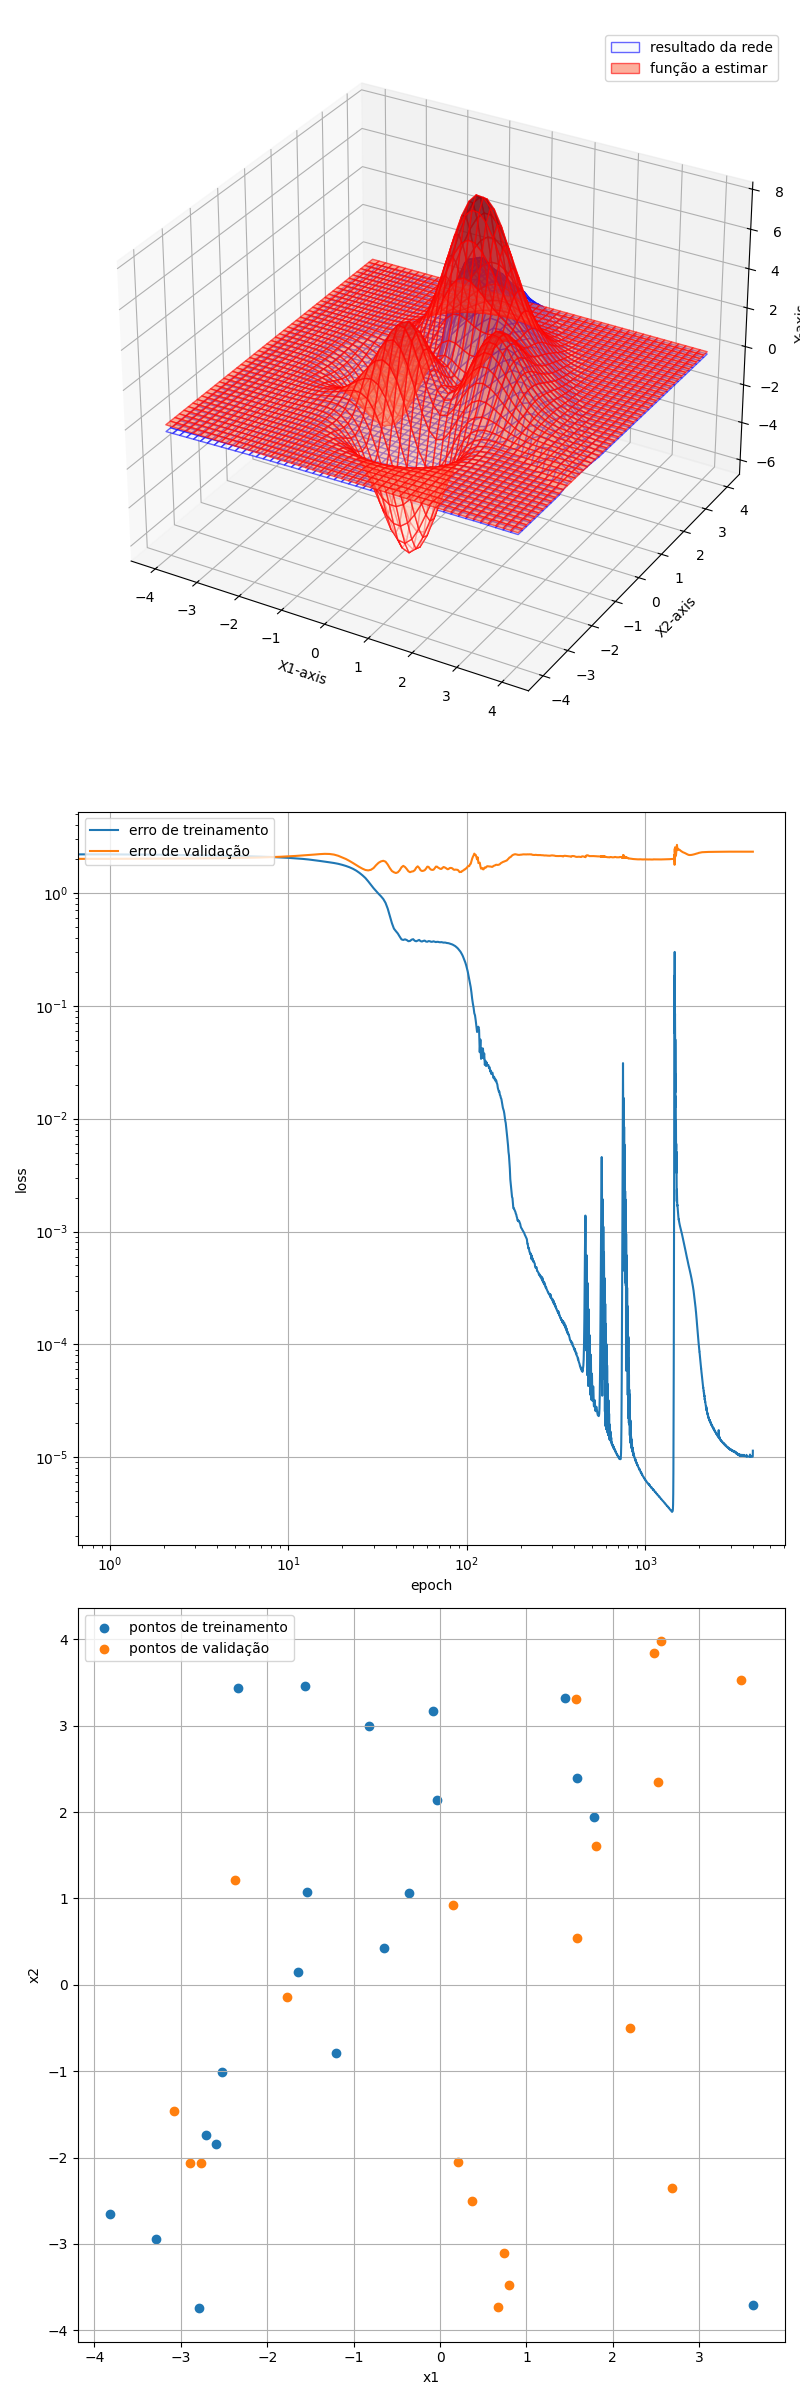 resultado da rede
função a estimar
8
6
4
2
0
−2
−4
−6
−4
−3
−2
−1
0
1
2
3
4
X1-axis
−4
−3
−2
−1
0
1
2
3
4
X2-axis
erro de treinamento
erro de validação
10⁰
10⁻¹
10⁻²
10⁻³
10⁻⁴
10⁻⁵
loss
10⁰ 10¹ 10² 10³
epoch
pontos de treinamento
pontos de validação
4
3
2
1
0
−1
−2
−3
−4
x2
−4 −3 −2 −1 0 1 2 3
x1